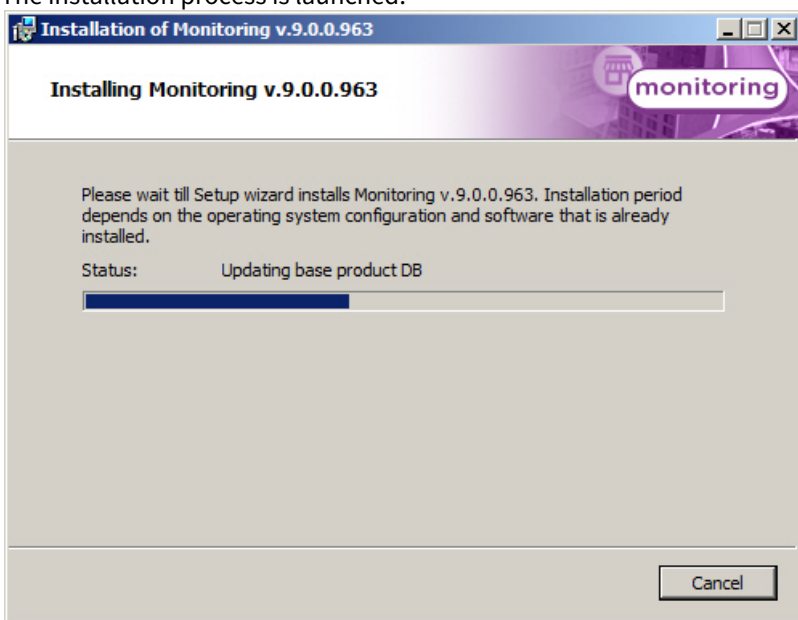 The installation process is launched.
Installation of Monitoring v.9.0.0.963
Installing Monitoring v.9.0.0.963
monitoring
Please wait till Setup wizard installs Monitoring v.9.0.0.963. Installation period
depends on the operating system configuration and software that is already
installed.
Status: Updating base product DB
Cancel